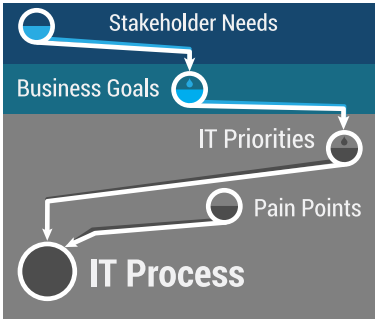 Stakeholder Needs
Business Goals
IT Priorities
Pain Points
IT Process